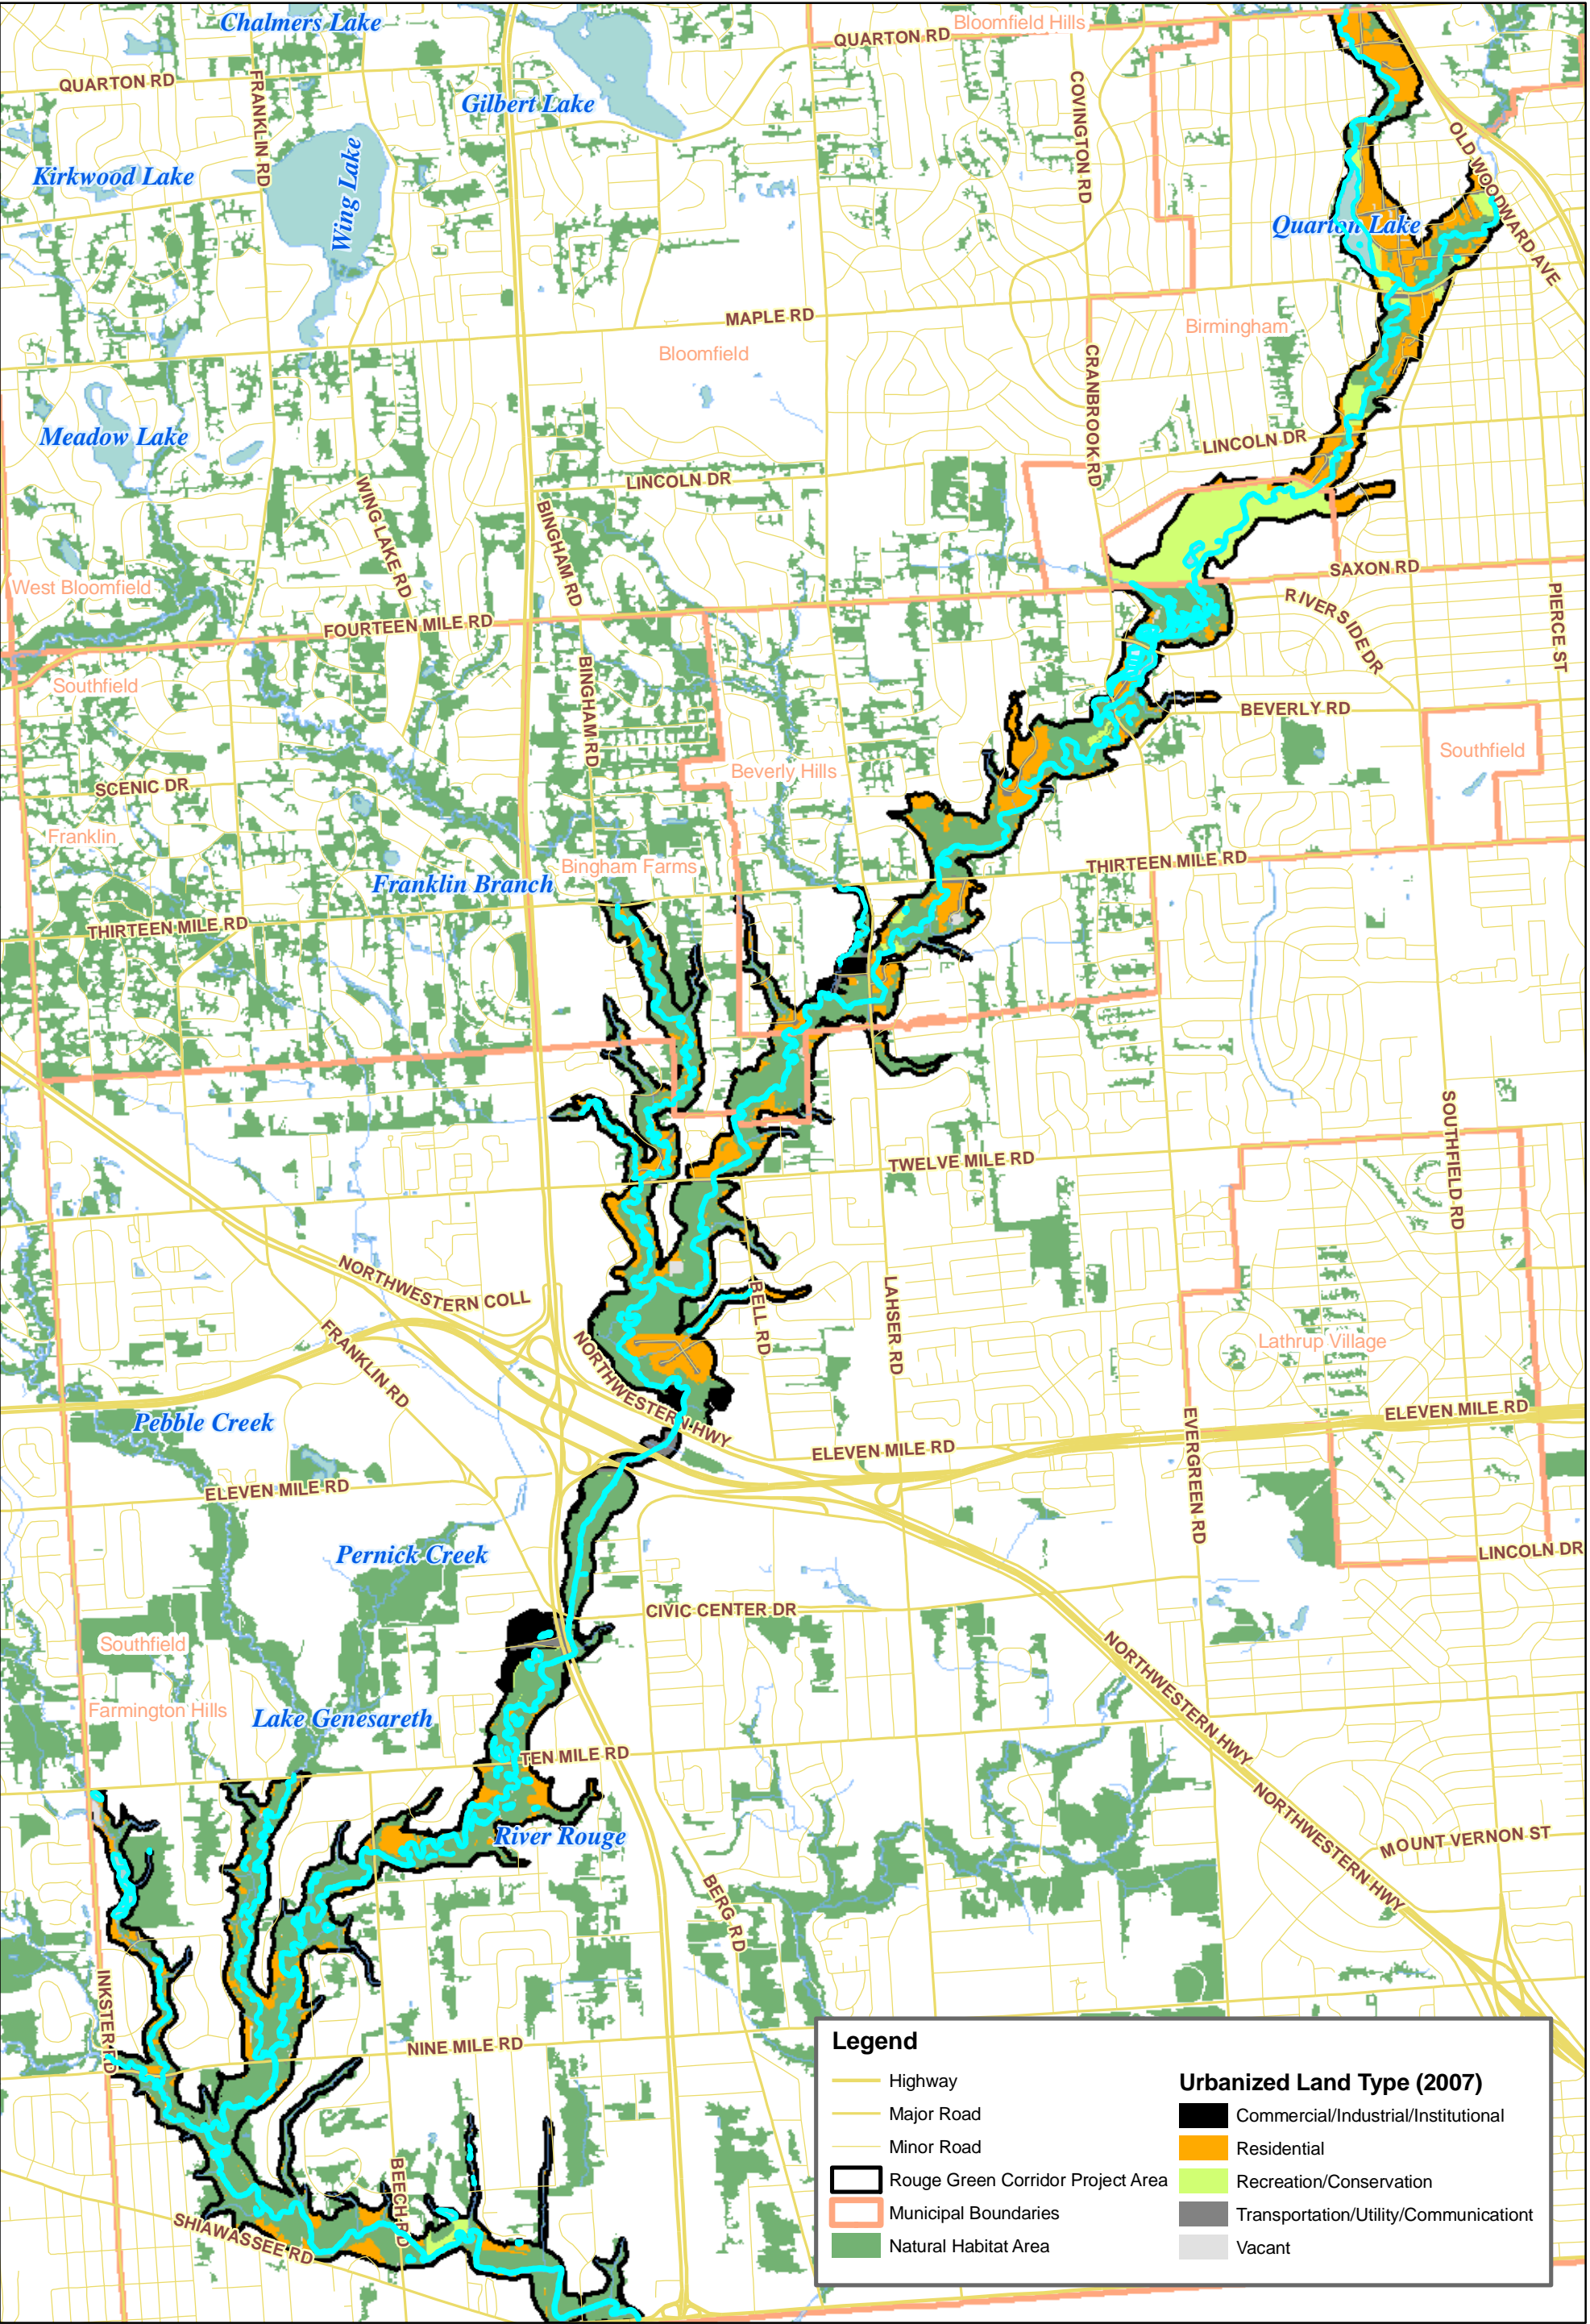 Chalmers Lake
Bloomfield Hills
QUARTON RD
QUARTON RD
FRANKLIN RD
COVINGTON RD
Gilbert Lake
OLD WOODWARD AVE
Kirkwood Lake
Wing Lake
Quarton Lake
MAPLE RD
Birmingham
Bloomfield
CRANBROOK RD
Meadow Lake
LINCOLN DR
LINCOLN DR
WING LAKE RD
BINGHAM RD
SAXON RD
West Bloomfield
RIVERSIDE DR
PIERCE ST
FOURTEEN MILE RD
Southfield
BINGHAM RD
BEVERLY RD
Southfield
Beverly Hills
SCENIC DR
Franklin
Bingham Farms
THIRTEEN MILE RD
Franklin Branch
THIRTEEN MILE RD
SOUTHFIELD RD
TWELVE MILE RD
NORTHWESTERN COLL
BELL RD
LAHSER RD
FRANKLIN RD
NORTHWESTERN HWY
Lathrup Village
Pebble Creek
ELEVEN MILE RD
EVERGREEN RD
ELEVEN MILE RD
ELEVEN MILE RD
Pernick Creek
LINCOLN DR
CIVIC CENTER DR
Southfield
NORTHWESTERN HWY
Farmington Hills
Lake Genesareth
TEN MILE RD
NORTHWESTERN HWY
River Rouge
MOUNT VERNON ST
BERG RD
INKSTER RD
NINE MILE RD
BEECH RD
SHIAWASSEE RD
Legend
Highway
Major Road
Minor Road
Rouge Green Corridor Project Area
Municipal Boundaries
Natural Habitat Area
Urbanized Land Type (2007)
Commercial/Industrial/Institutional
Residential
Recreation/Conservation
Transportation/Utility/Communicationt
Vacant